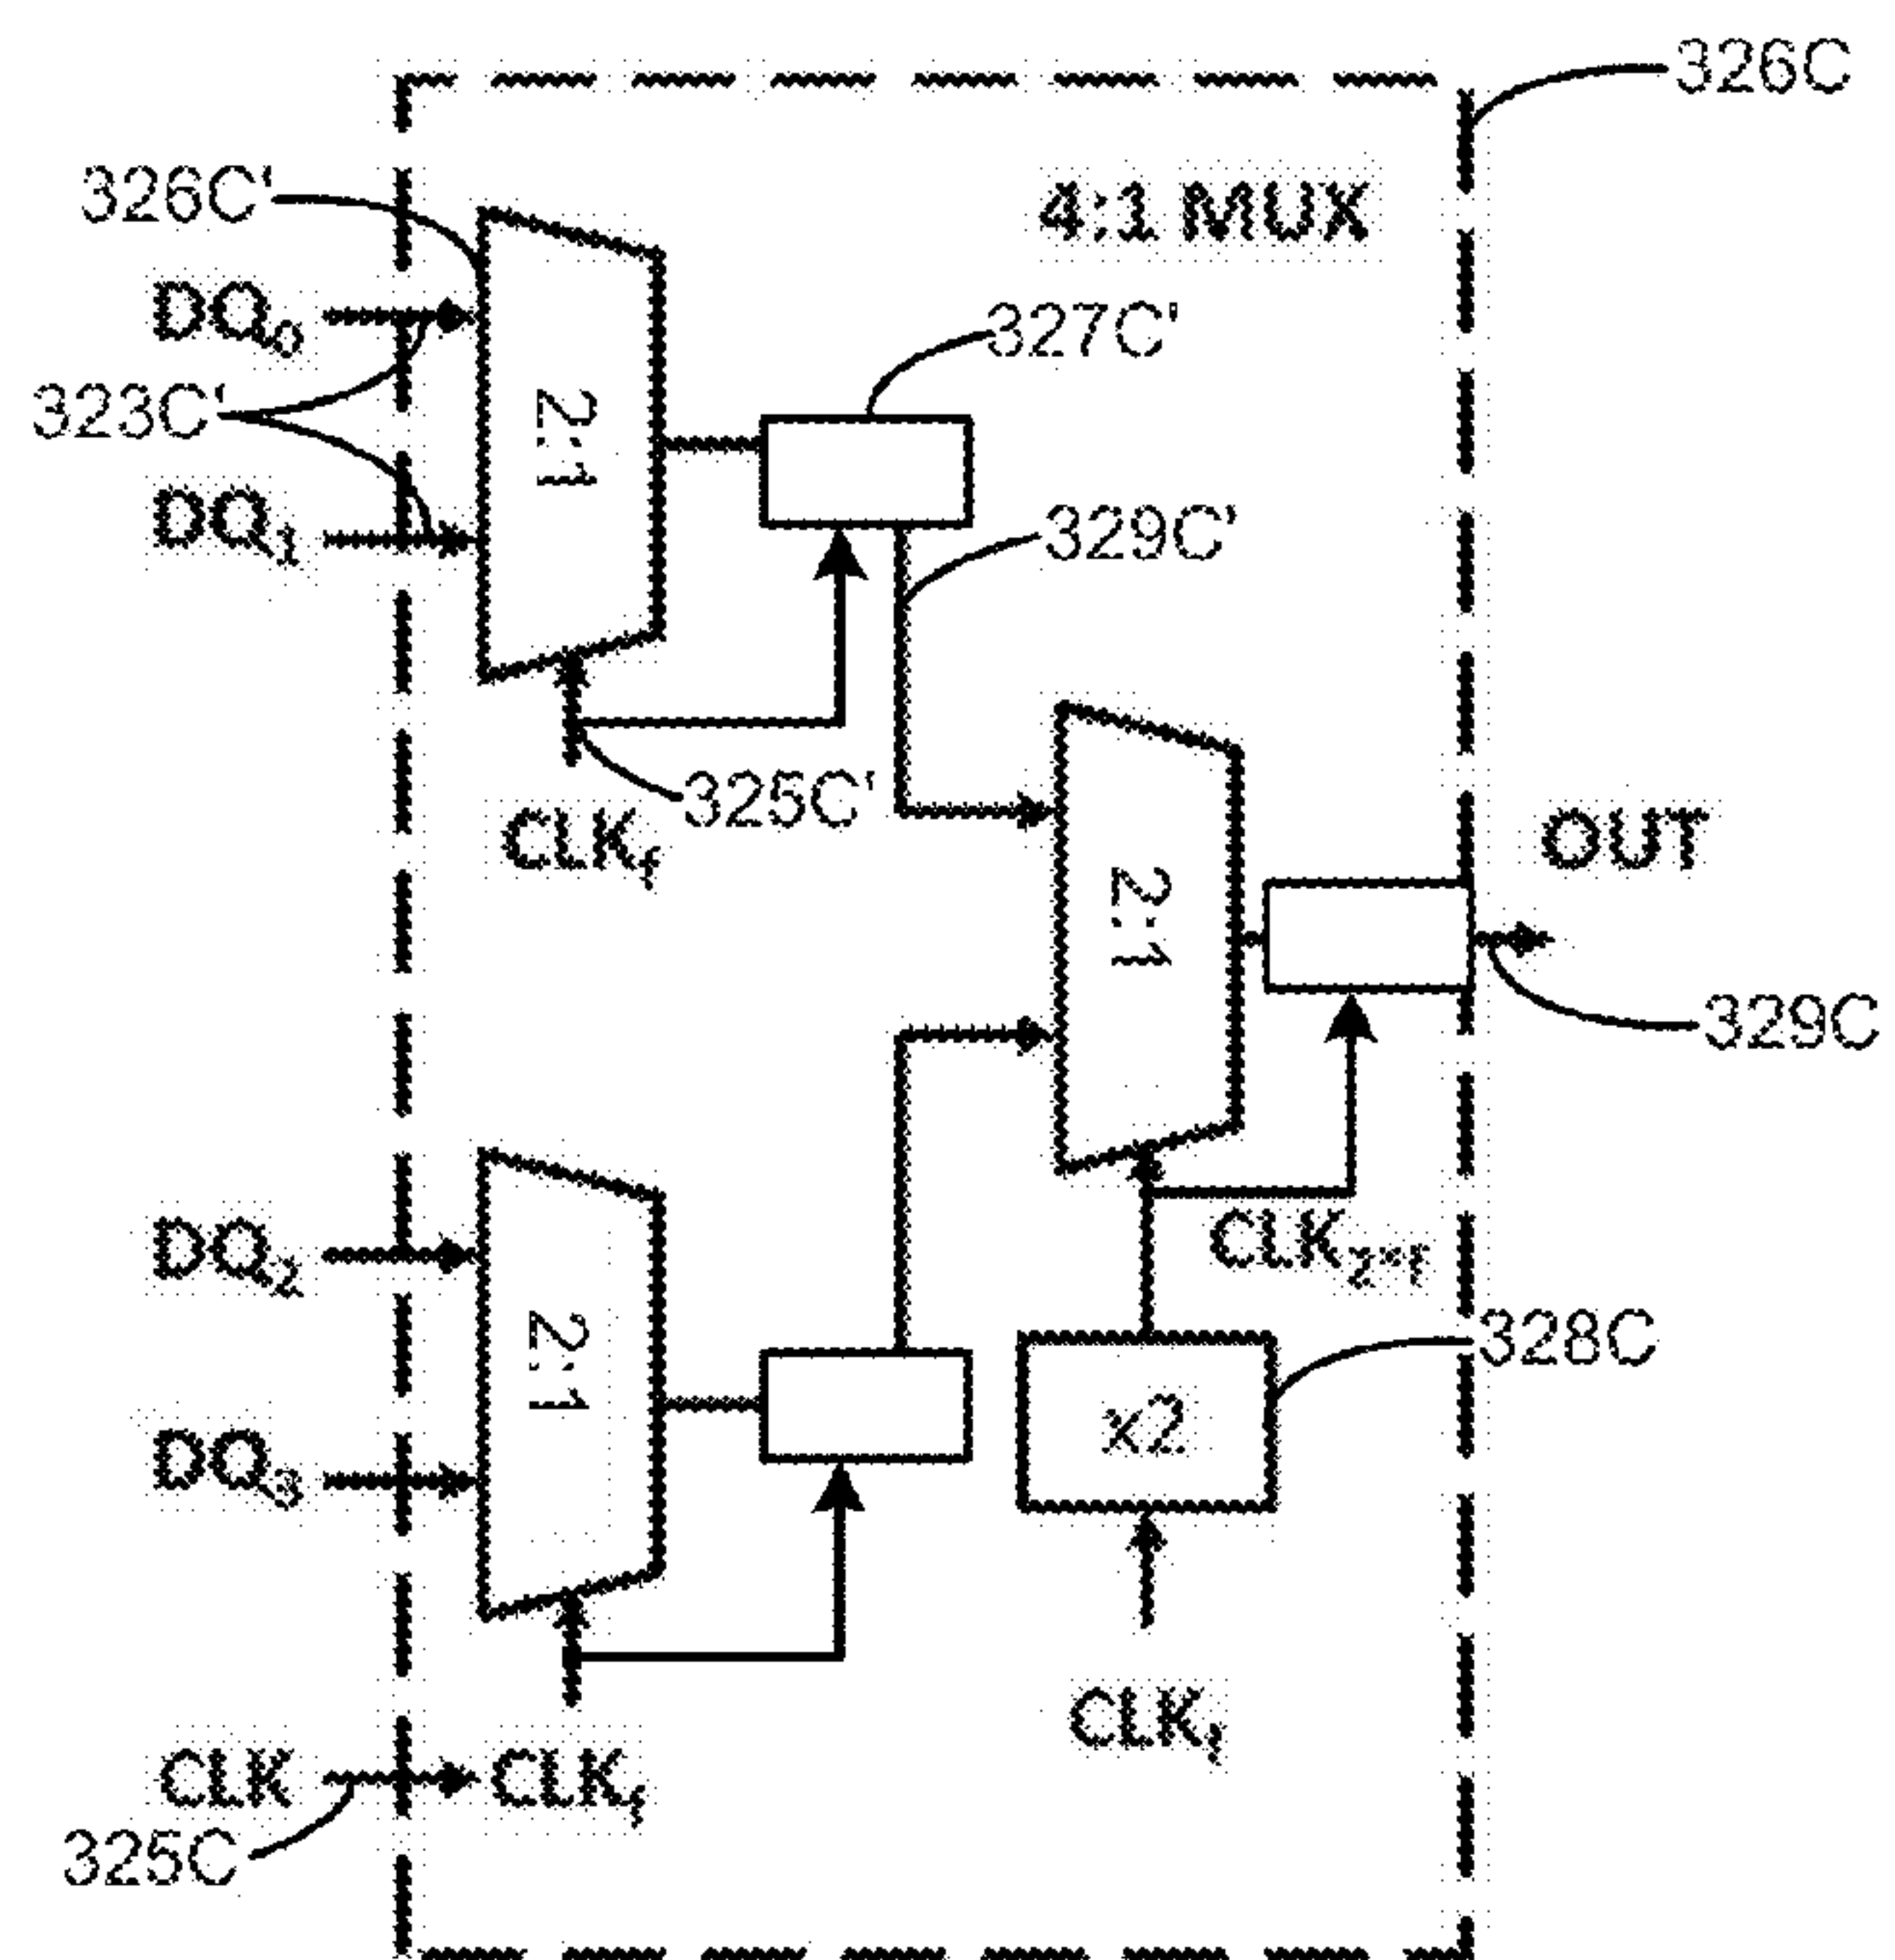 326C
326C'
4:1 MUX
DQ0
327C'
323C'
2:1
DQ1
329C'
325C'
CLKf
OUT
2:1
329C
DQ2
CLK2*f
328C
2:1
x2
DQ3
CLKf
CLK
CLKf
325C